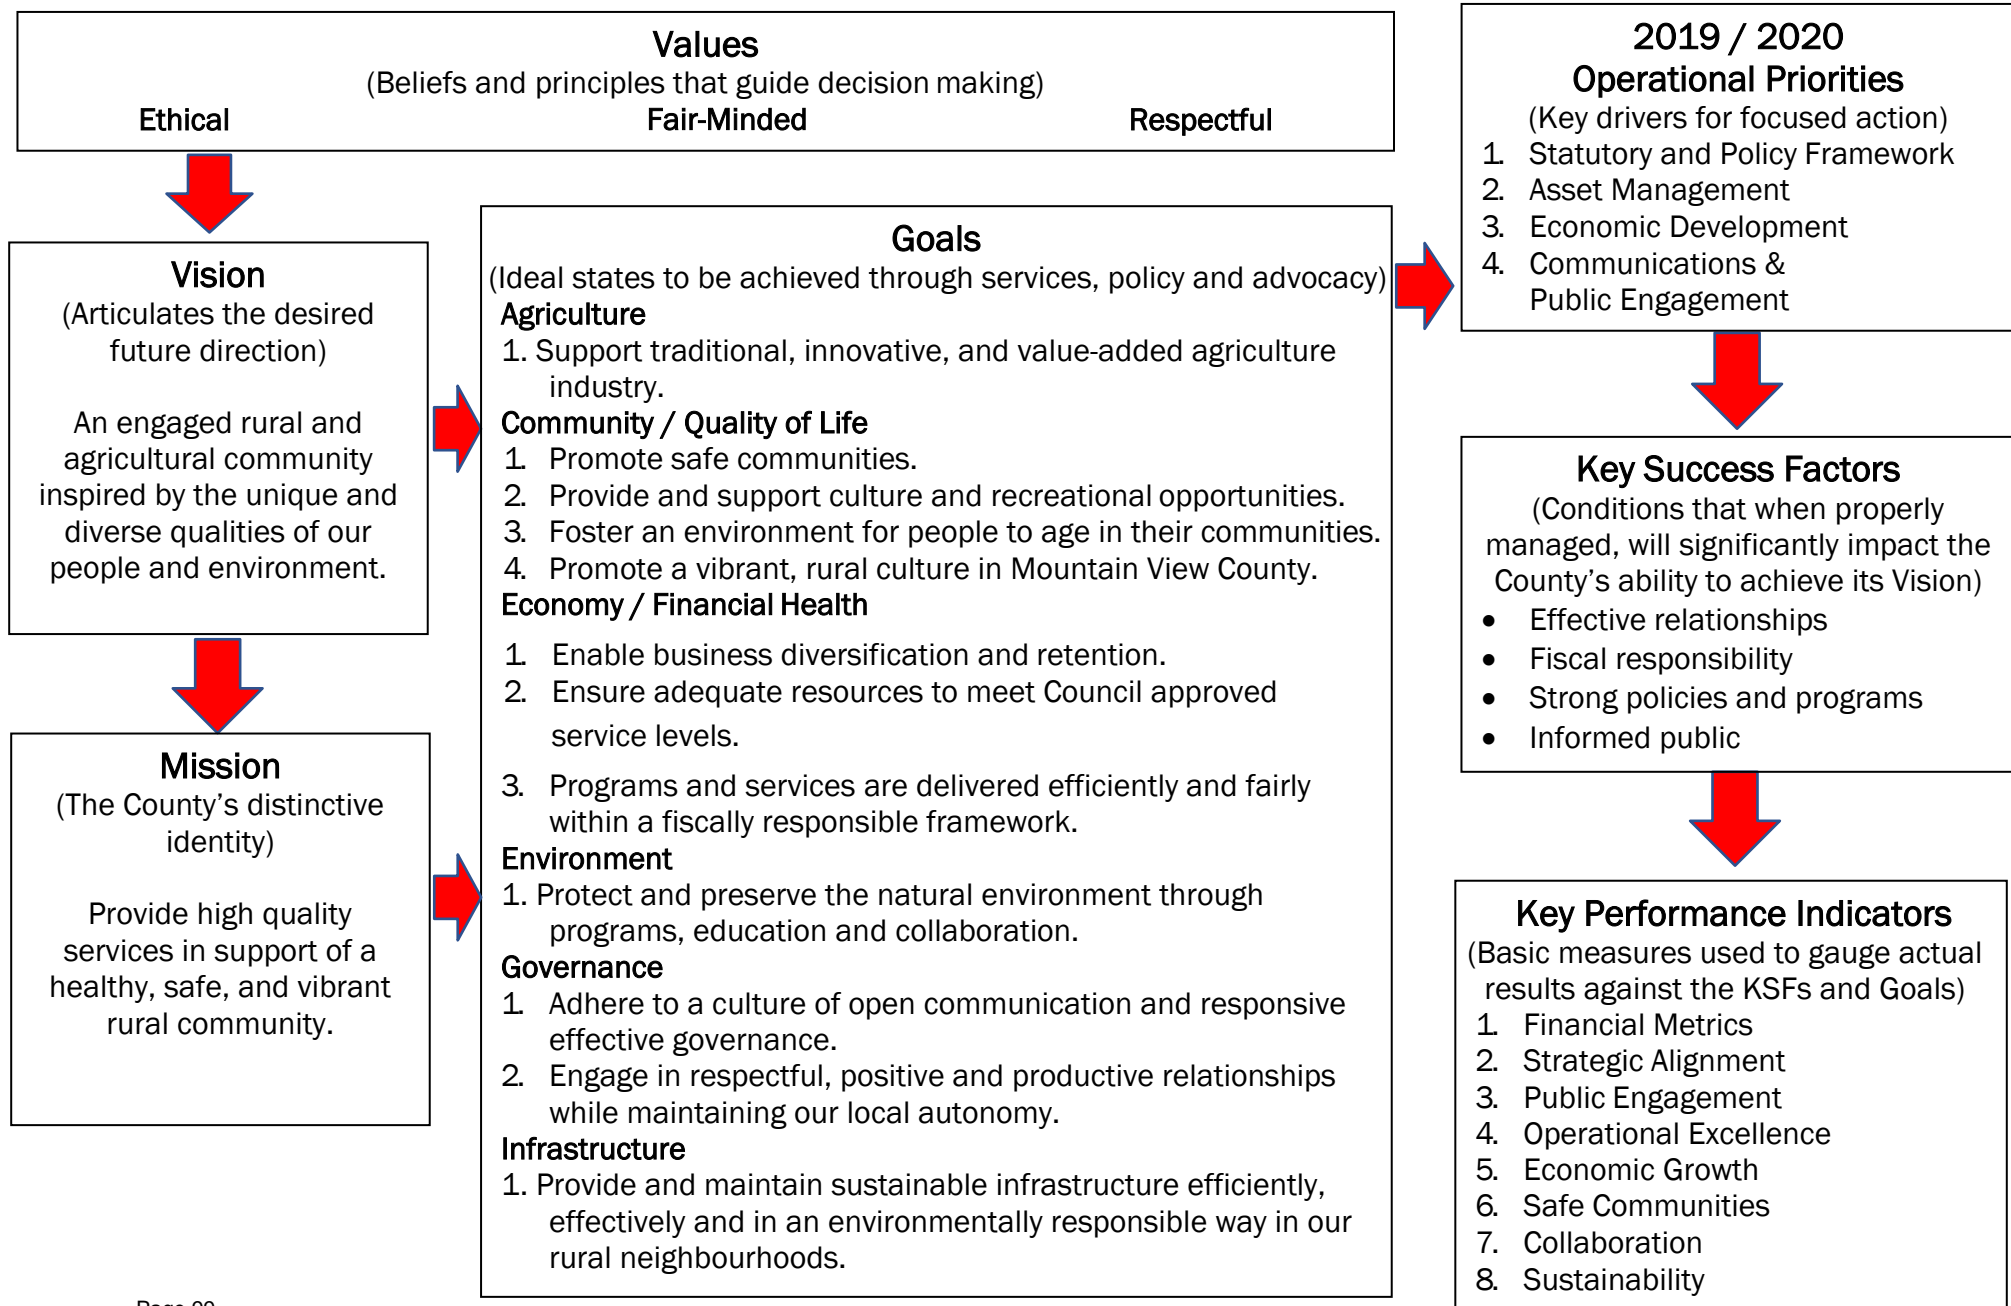 Values
(Beliefs and principles that guide decision making)
Ethical Fair-Minded Respectful
Vision
(Articulates the desired
future direction)
An engaged rural and
agricultural community
inspired by the unique and
diverse qualities of our
people and environment.
Mission
(The County's distinctive
identity)
Provide high quality
services in support of a
healthy, safe, and vibrant
rural community.
Goals
(Ideal states to be achieved through services, policy and advocacy)
Agriculture
1. Support traditional, innovative, and value-added agriculture
industry.
Community / Quality of Life
1. Promote safe communities.
2. Provide and support culture and recreational opportunities.
3. Foster an environment for people to age in their communities.
4. Promote a vibrant, rural culture in Mountain View County.
Economy / Financial Health
1. Enable business diversification and retention.
2. Ensure adequate resources to meet Council approved
service levels.
3. Programs and services are delivered efficiently and fairly
within a fiscally responsible framework.
Environment
1. Protect and preserve the natural environment through
programs, education and collaboration.
Governance
1. Adhere to a culture of open communication and responsive
effective governance.
2. Engage in respectful, positive and productive relationships
while maintaining our local autonomy.
Infrastructure
1. Provide and maintain sustainable infrastructure efficiently,
effectively and in an environmentally responsible way in our
rural neighbourhoods.
2019 / 2020
Operational Priorities
(Key drivers for focused action)
1. Statutory and Policy Framework
2. Asset Management
3. Economic Development
4. Communications &
Public Engagement
Key Success Factors
(Conditions that when properly
managed, will significantly impact the
County's ability to achieve its Vision)
• Effective relationships
• Fiscal responsibility
• Strong policies and programs
• Informed public
Key Performance Indicators
(Basic measures used to gauge actual
results against the KSFs and Goals)
1. Financial Metrics
2. Strategic Alignment
3. Public Engagement
4. Operational Excellence
5. Economic Growth
6. Safe Communities
7. Collaboration
8. Sustainability
Page